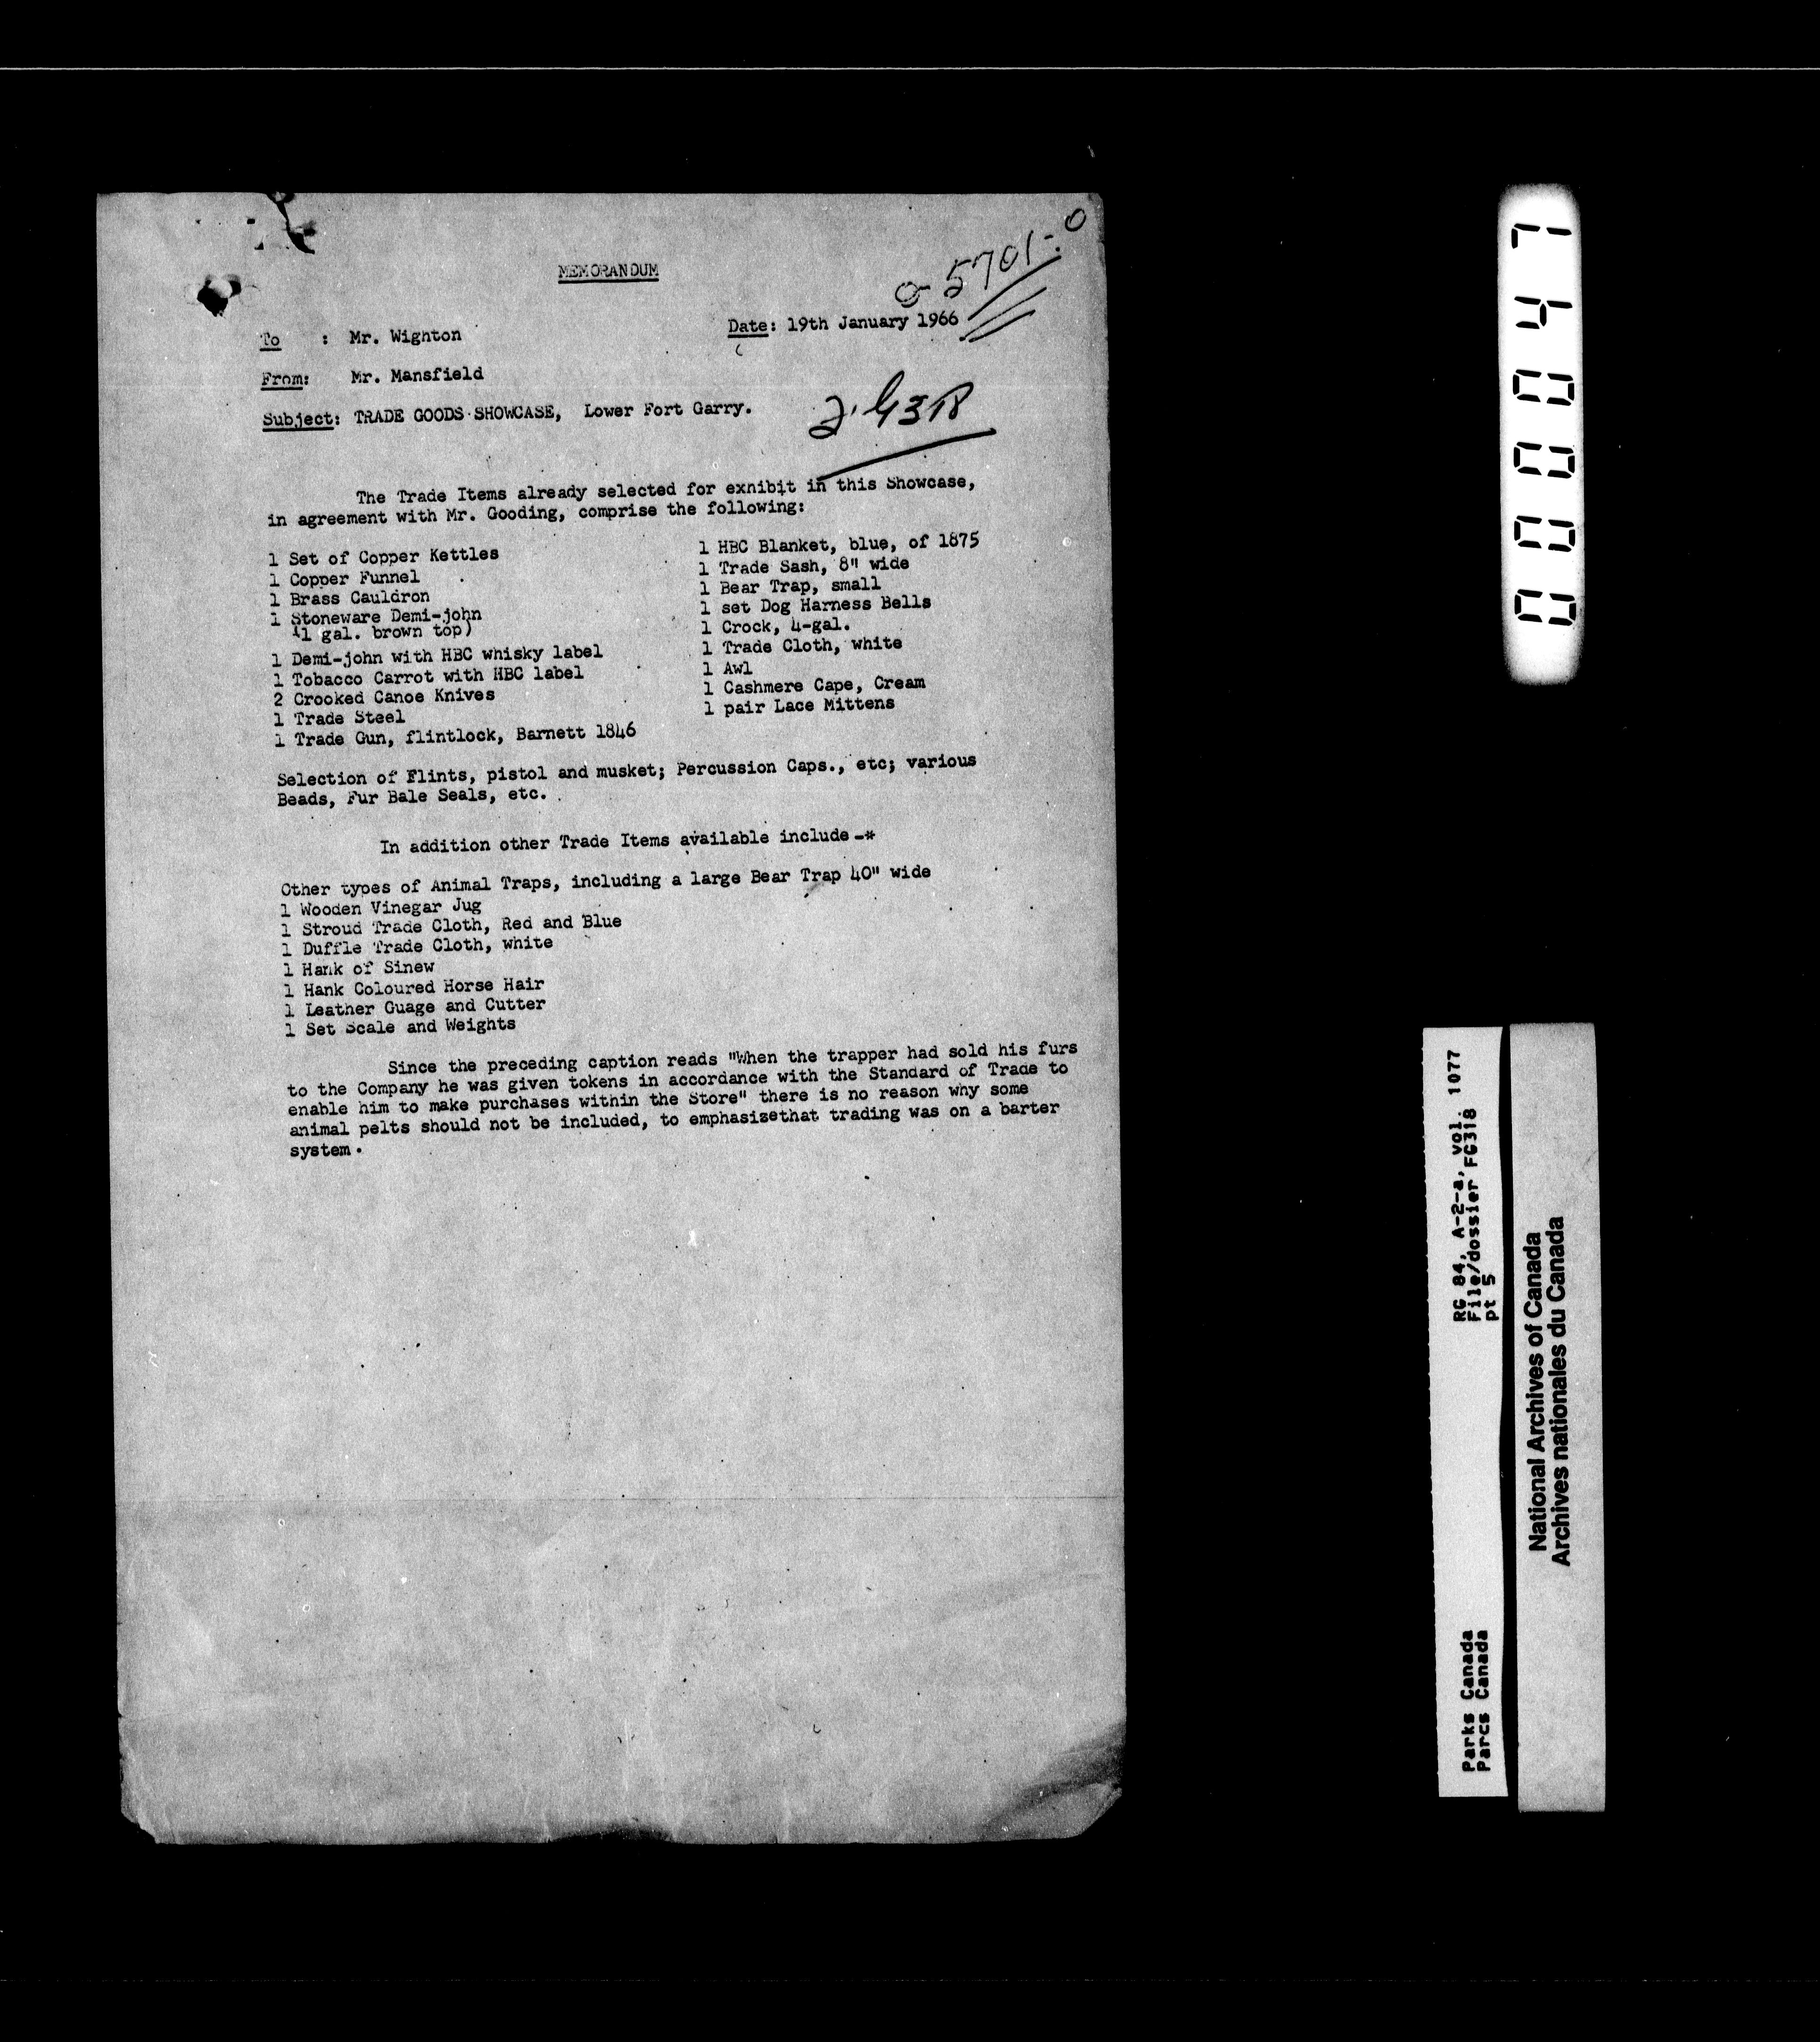 MEMORANDUM
5701-0
To : Mr. Wighton
Date: 19th January 1966
From: Mr. Mansfield
Subject: TRADE GOODS SHOWCASE, Lower Fort Garry.
The Trade Items already selected for exhibit in this Showcase,
in agreement with Mr. Gooding, comprise the following:
1 Set of Copper Kettles
1 Copper Funnel
1 Brass Cauldron
1 Stoneware Demi-john
(1 gal. brown top)
1 Demi-john with HBC whisky label
1 Tobacco Carrot with HBC label
2 Crooked Canoe Knives
1 Trade Steel
1 Trade Gun, flintlock, Barnett 1846
1 HBC Blanket, blue, of 1875
1 Trade Sash, 8" wide
1 Bear Trap, small
1 set Dog Harness Bells
1 Crock, 4-gal.
1 Trade Cloth, white
1 Awl
1 Cashmere Cape, Cream
1 pair Lace Mittens
Selection of Flints, pistol and musket; Percussion Caps., etc; various
Beads, Fur Bale Seals, etc.
In addition other Trade Items available include -*
Other types of Animal Traps, including a large Bear Trap 40" wide
1 Wooden Vinegar Jug
1 Stroud Trade Cloth, Red and Blue
1 Duffle Trade Cloth, white
1 Hank of Sinew
1 Hank Coloured Horse Hair
1 Leather Guage and Cutter
1 Set Scale and Weights
Since the preceding caption reads "When the trapper had sold his furs
to the Company he was given tokens in accordance with the Standard of Trade to
enable him to make purchases within the Store" there is no reason why some
animal pelts should not be included, to emphasizethat trading was on a barter
system.
000047
RG 84, A-2-a, vol. 1077
File/dossier FG318
pt 5
Parks Canada
Parcs Canada
National Archives of Canada
Archives nationales du Canada